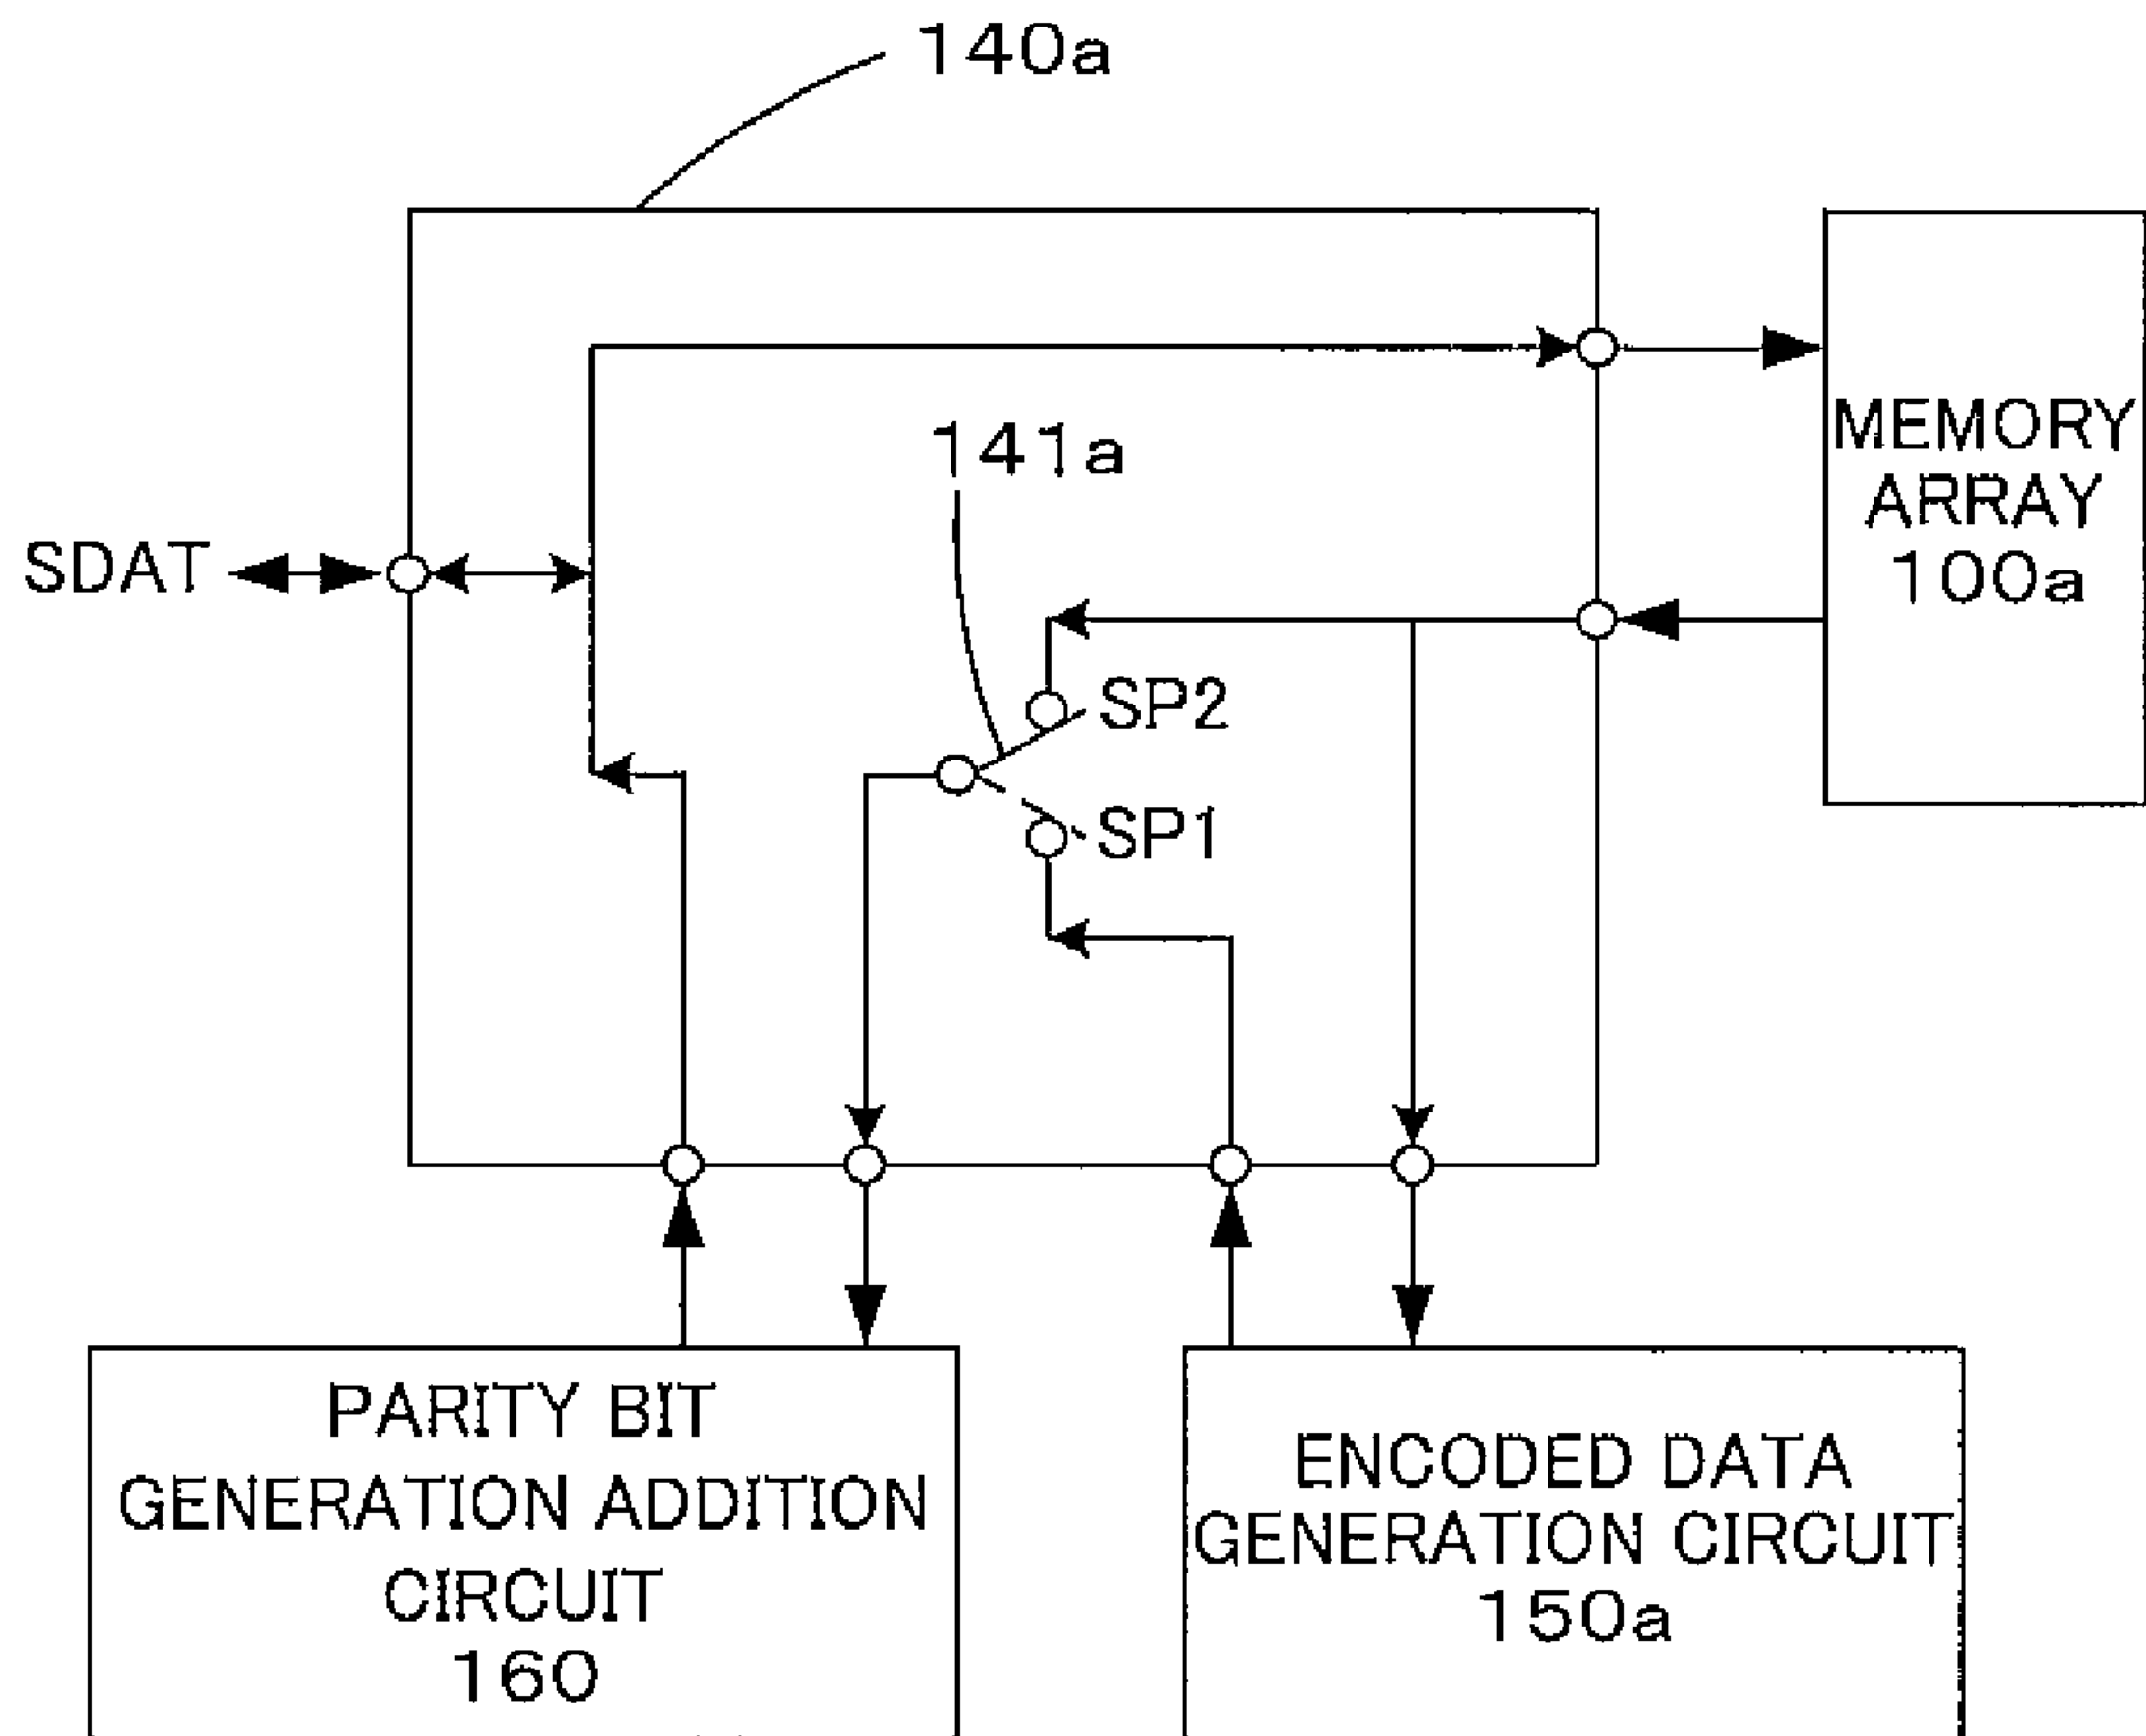 140a
141a
MEMORY
ARRAY
100a
SDAT
SP2
SP1
PARITY BIT
GENERATION ADDITION
CIRCUIT
160
ENCODED DATA
GENERATION CIRCUIT
150a